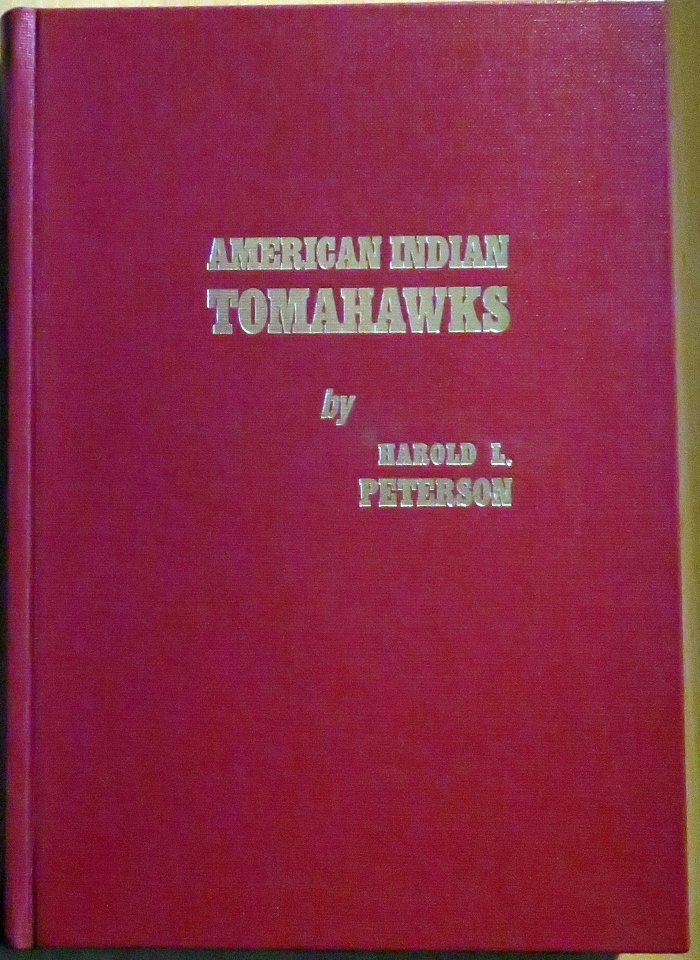 AMERICAN INDIAN
TOMAHAWKS
by
HAROLD L.
PETERSON